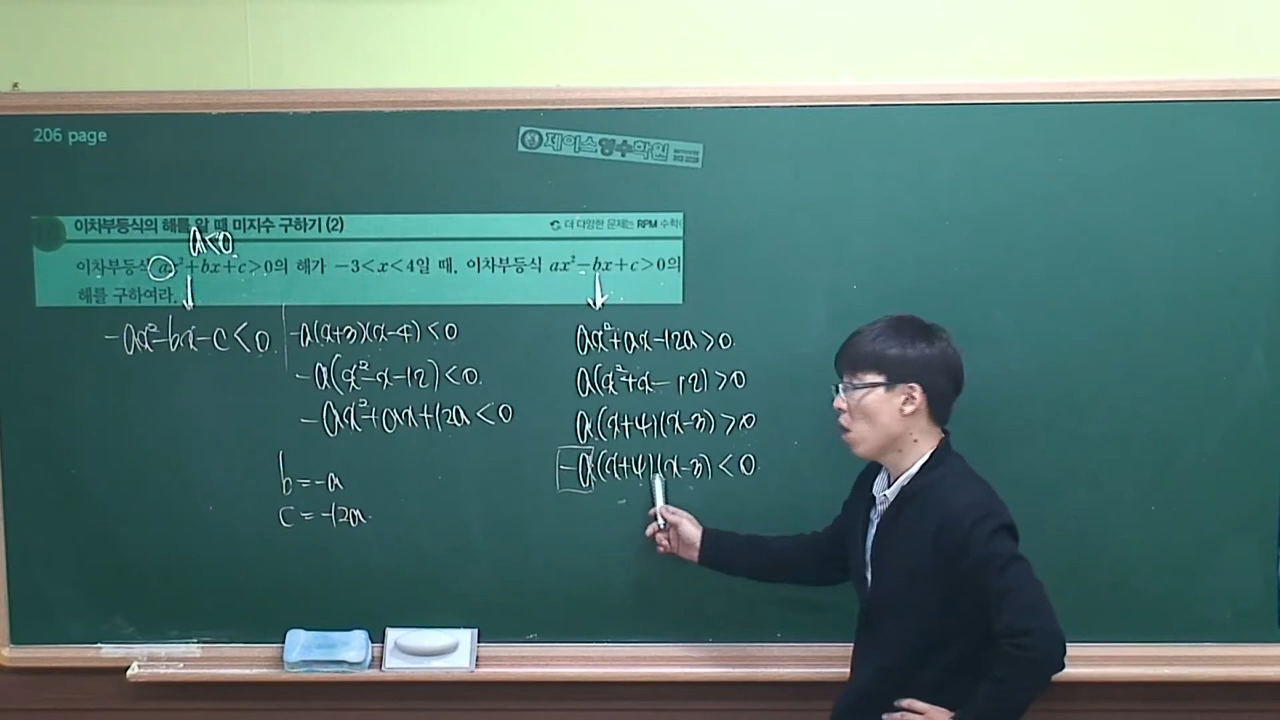 206 page
제이스영수학원
이차부등식의 해를 알 때 미지수 구하기 (2)
더 다양한 문제는 RPM 수학
a<0
이차부등식 ax²+bx+c>0의 해가 -3<x<4일 때, 이차부등식 ax²-bx+c>0의
해를 구하여라.
-ax²-bx-c<0
-a(x+3)(x-4)<0
-a(x²-x-12)<0
-ax²+ax+12a<0
b=-a
c=-12a
ax²+ax-12a>0
a(x²+x-12)>0
a(x+4)(x-3)>0
-a(x+4)(x-3)<0